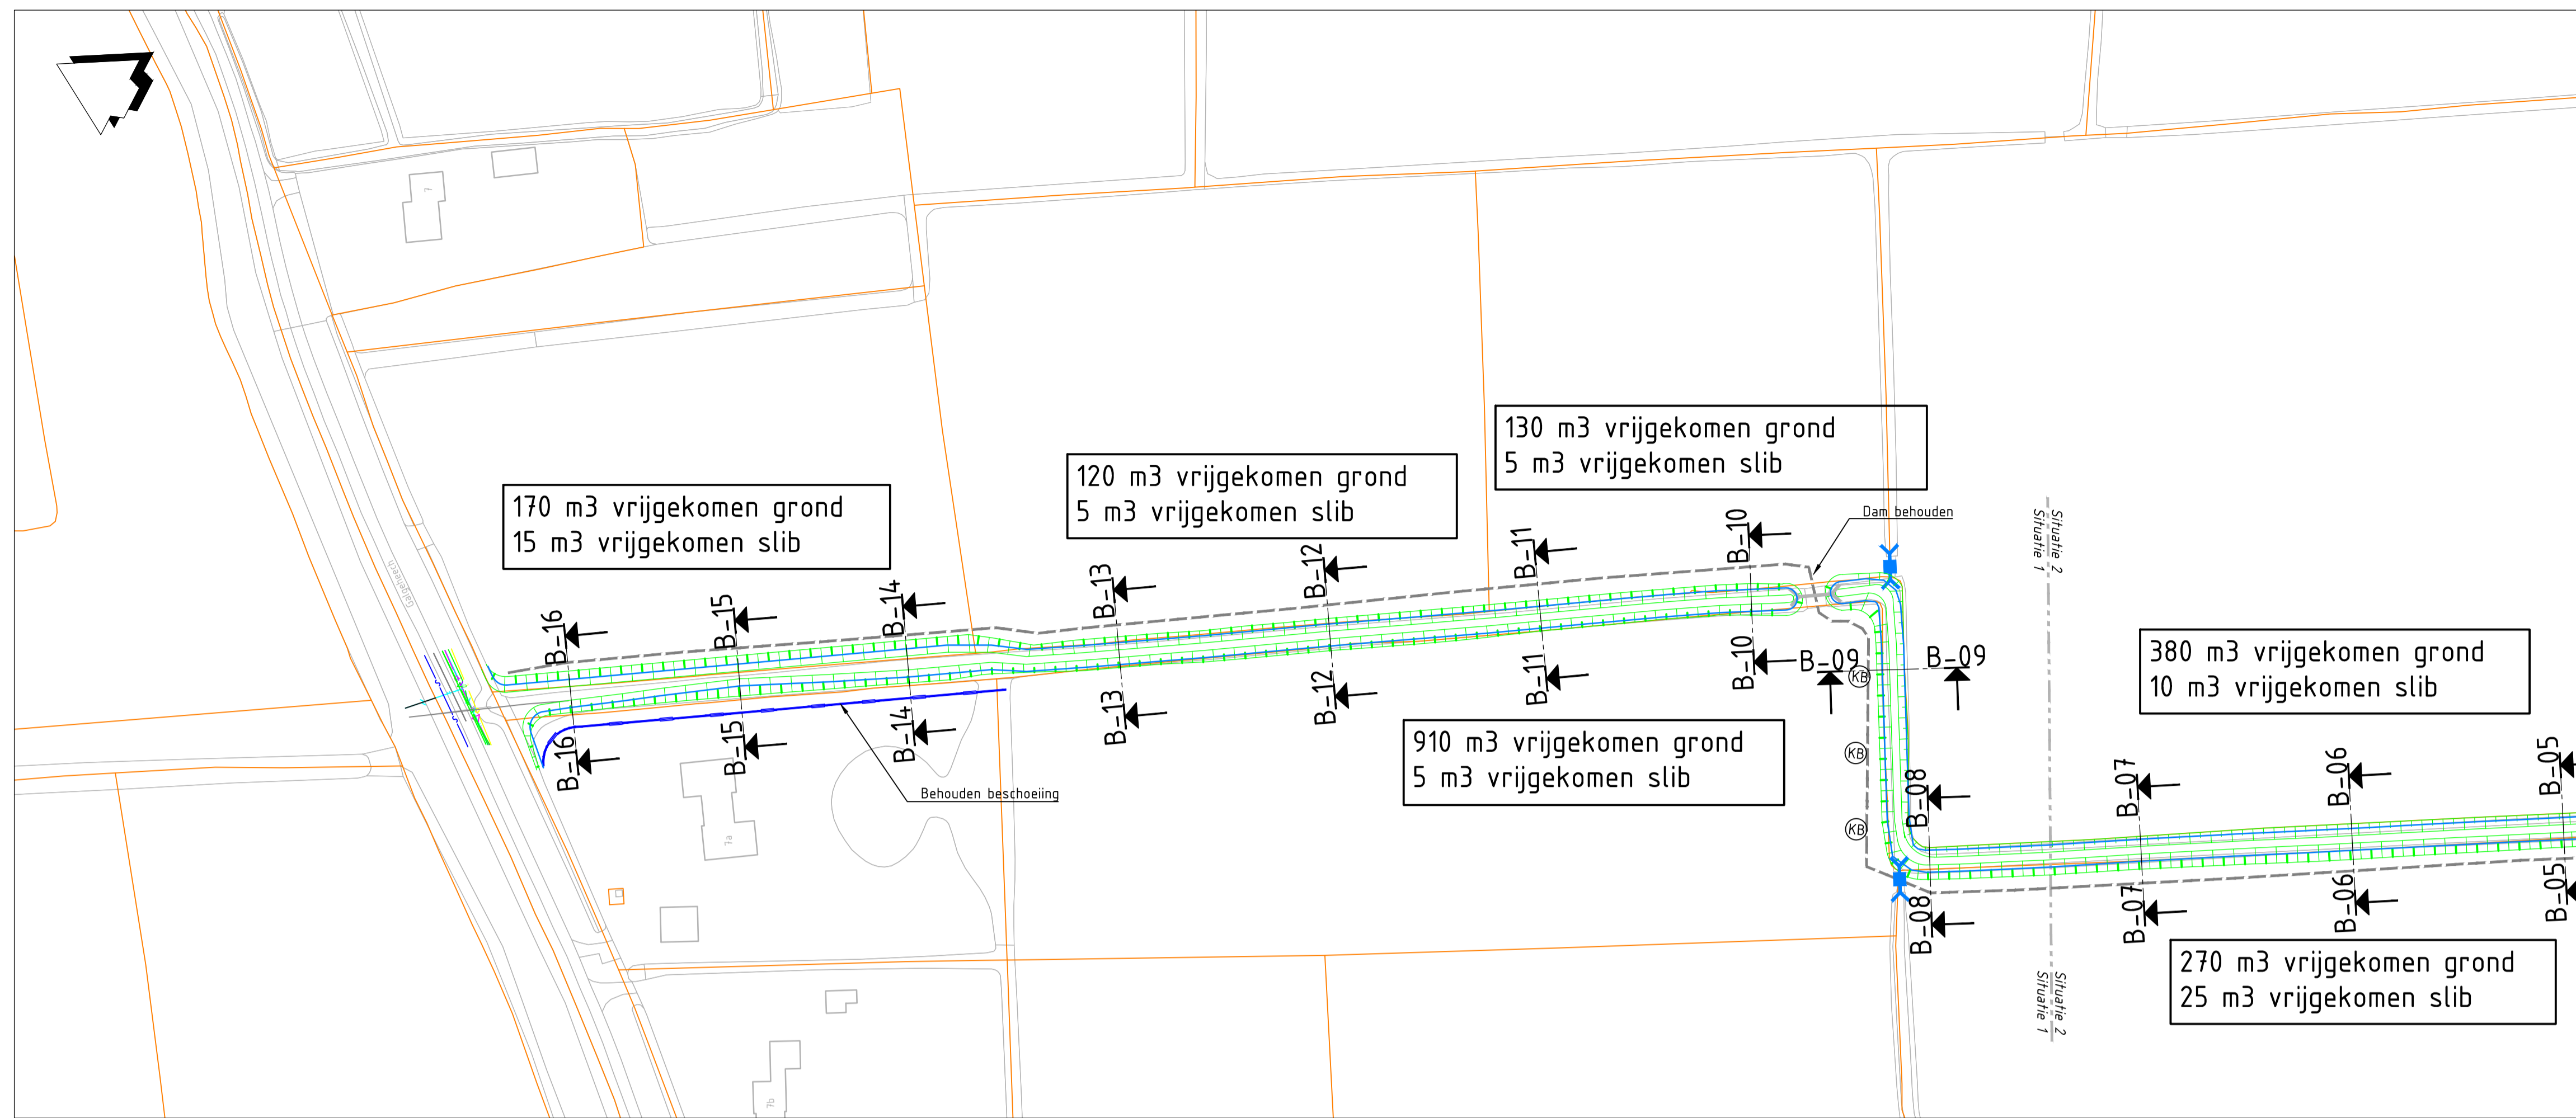 7
130 m3 vrijgekomen grond
5 m3 vrijgekomen slib
120 m3 vrijgekomen grond
5 m3 vrijgekomen slib
170 m3 vrijgekomen grond
15 m3 vrijgekomen slib
Dam behouden
Situatie 2
Situatie 1
Galgeheech
B-16
B-15
B-14
B-13
B-12
B-11
B-10
B-09
B-09
KB
KB
KB
B-16
B-15
B-14
B-13
B-12
B-11
B-10
380 m3 vrijgekomen grond
10 m3 vrijgekomen slib
910 m3 vrijgekomen grond
5 m3 vrijgekomen slib
S
S
Behouden beschoeiing
7a
B-08
B-07
B-06
B-05
B-08
B-07
B-06
B-05
270 m3 vrijgekomen grond
25 m3 vrijgekomen slib
Situatie 2
Situatie 1
7b